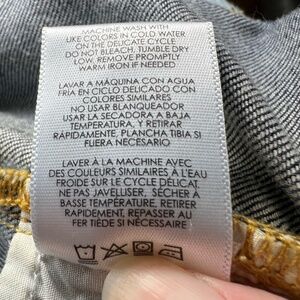 MACHINE WASH WITH
LIKE COLORS IN COLD WATER
ON THE DELICATE CYCLE
DO NOT BLEACH, TUMBLE DRY
LOW, REMOVE PROMPTLY
WARM IRON IF NEEDED
LAVAR A MÁQUINA CON AGUA
FRIA EN CICLO DELICADO CON
COLORES SIMILARES
NO USAR BLANQUEADOR
USAR LA SECADORA A BAJA
TEMPERATURA, Y RETIRAR
RÁPIDAMENTE, PLANCHA TIBIA SI
FUERA NECESÁRIO
LAVER À LA MACHINE AVEC
DES COULEURS SIMILAIRES À L'EAU
FROIDE SUR LE CYCLE DÉLICAT.
NE PAS JAVELLISER. SÉCHER À
BASSE TEMPÉRATURE, RETIRER
RAPIDEMENT, REPASSER AU
FER TIÈDE SI NÉCESSAIRE